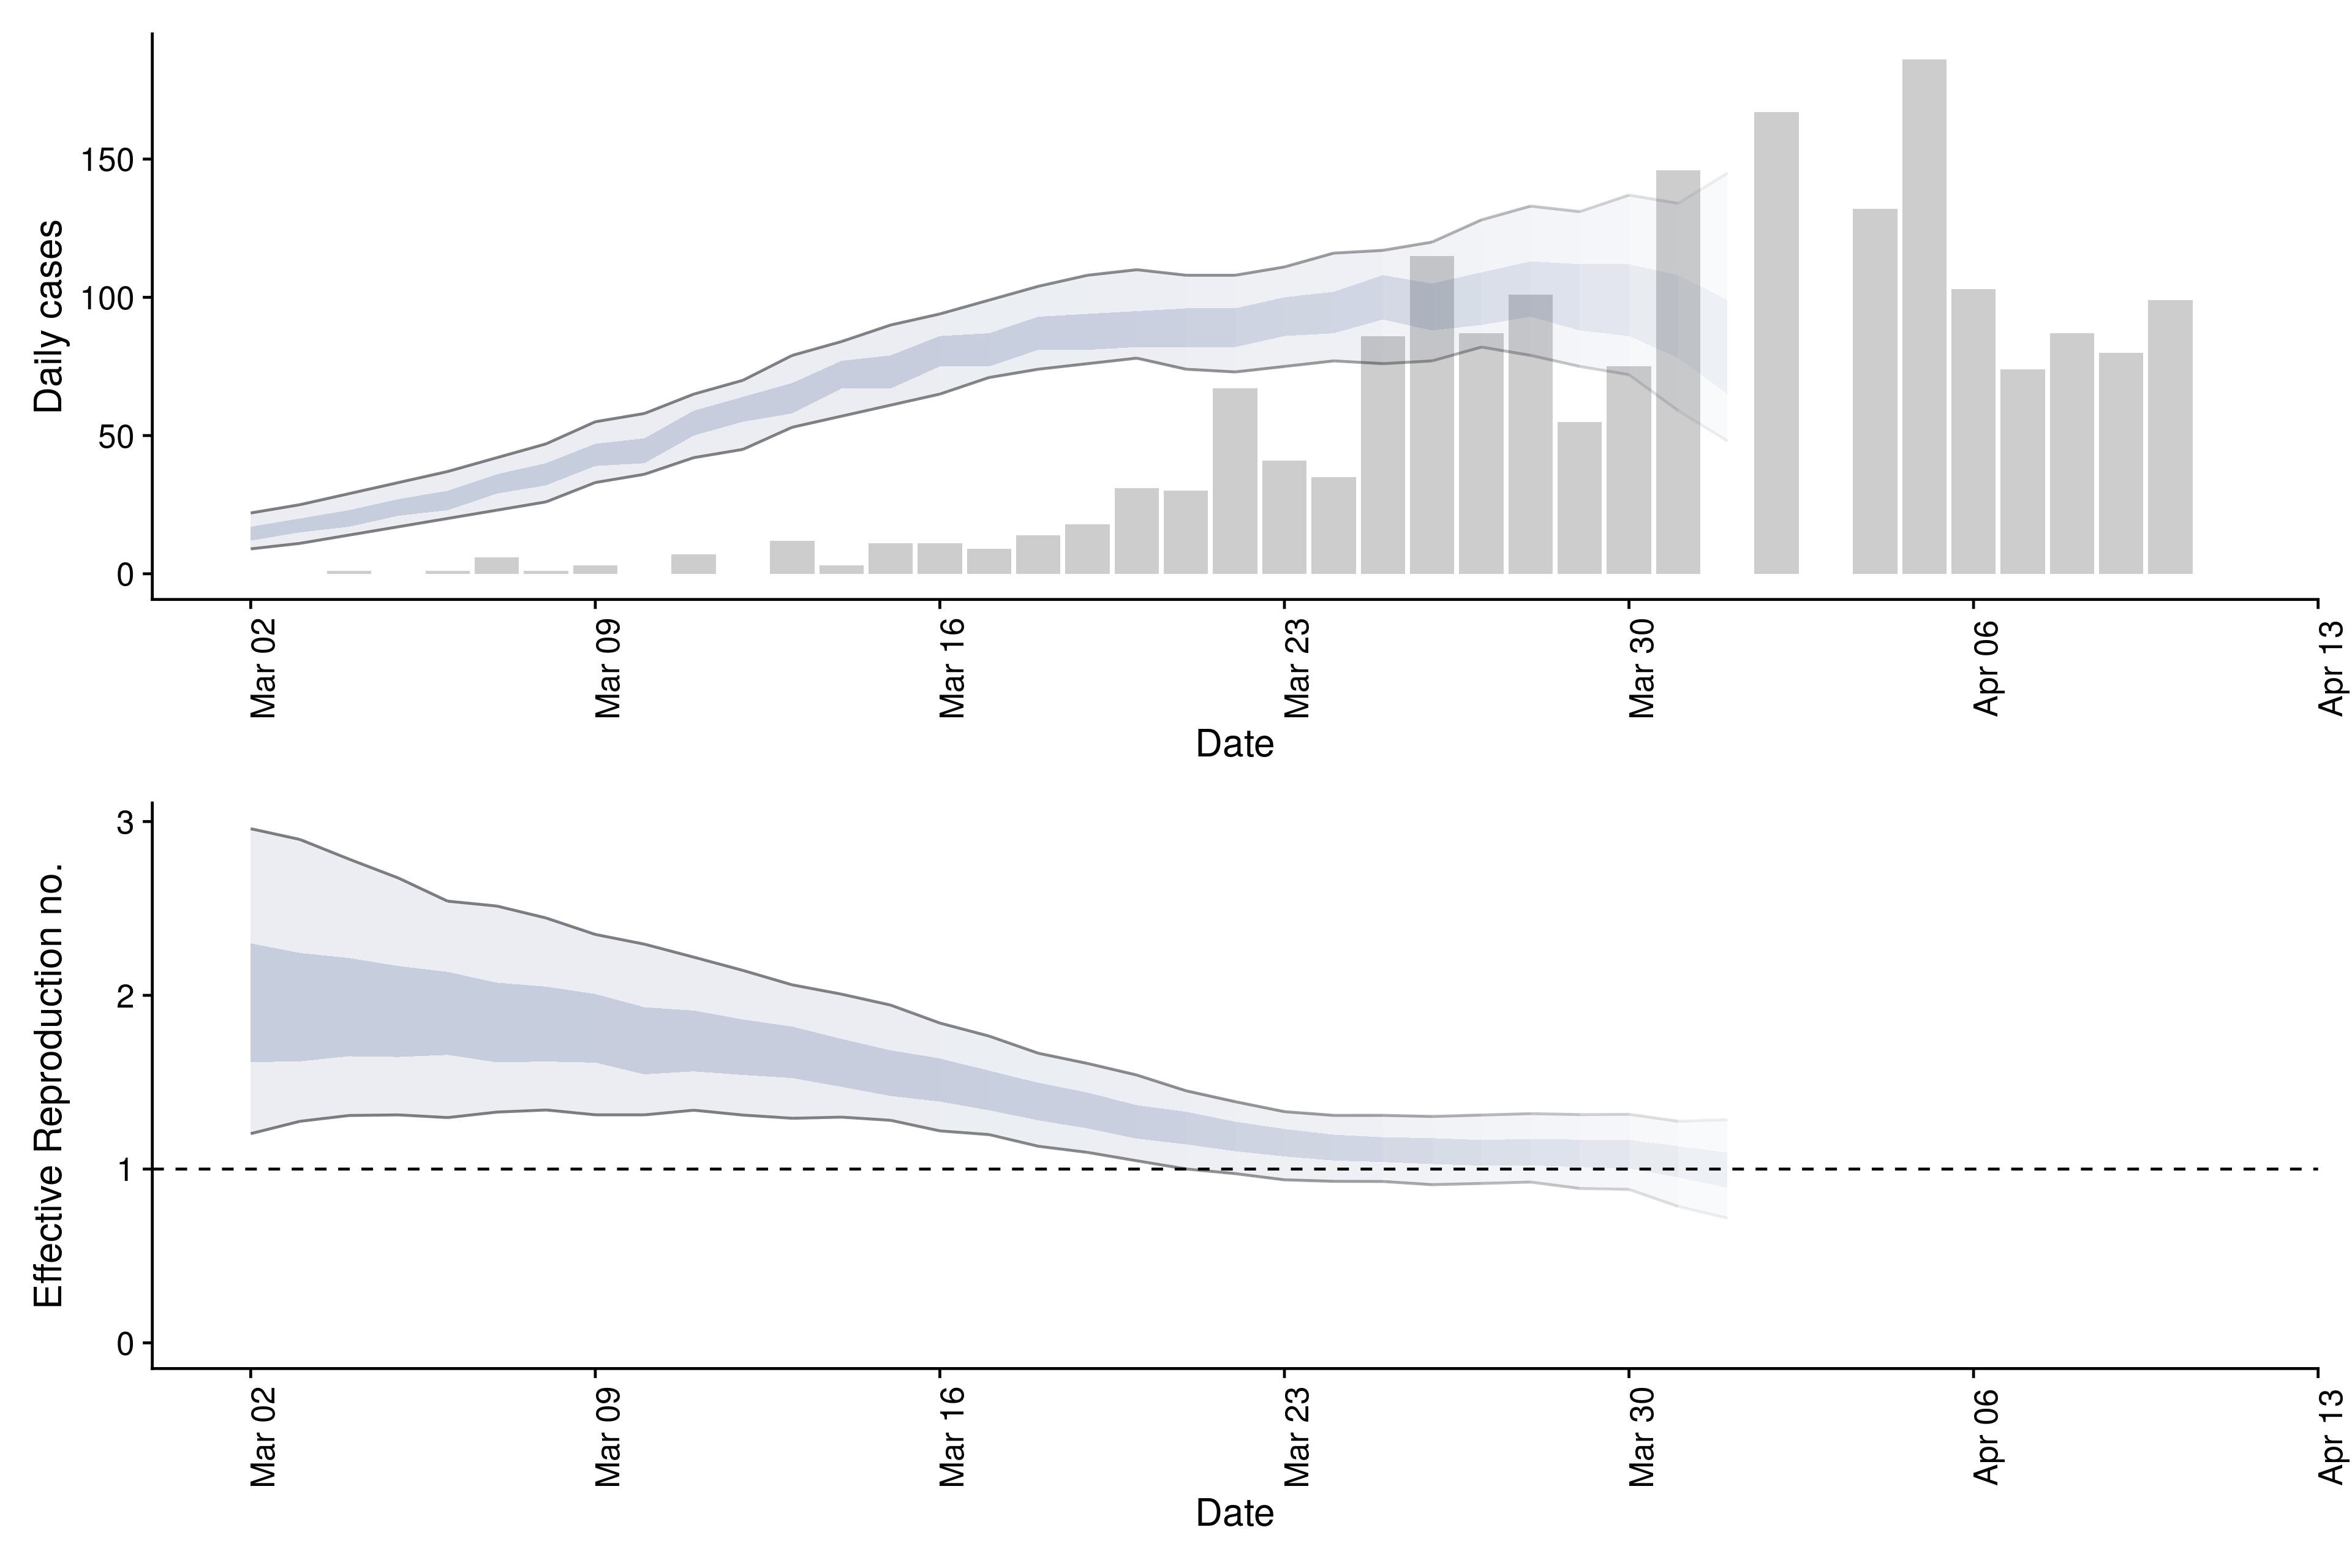 Daily cases
150
100
50
0
Mar 02
Mar 09
Mar 16
Mar 23
Mar 30
Apr 06
Apr 13
Date
Effective Reproduction no.
3
2
1
0
Mar 02
Mar 09
Mar 16
Mar 23
Mar 30
Apr 06
Apr 13
Date